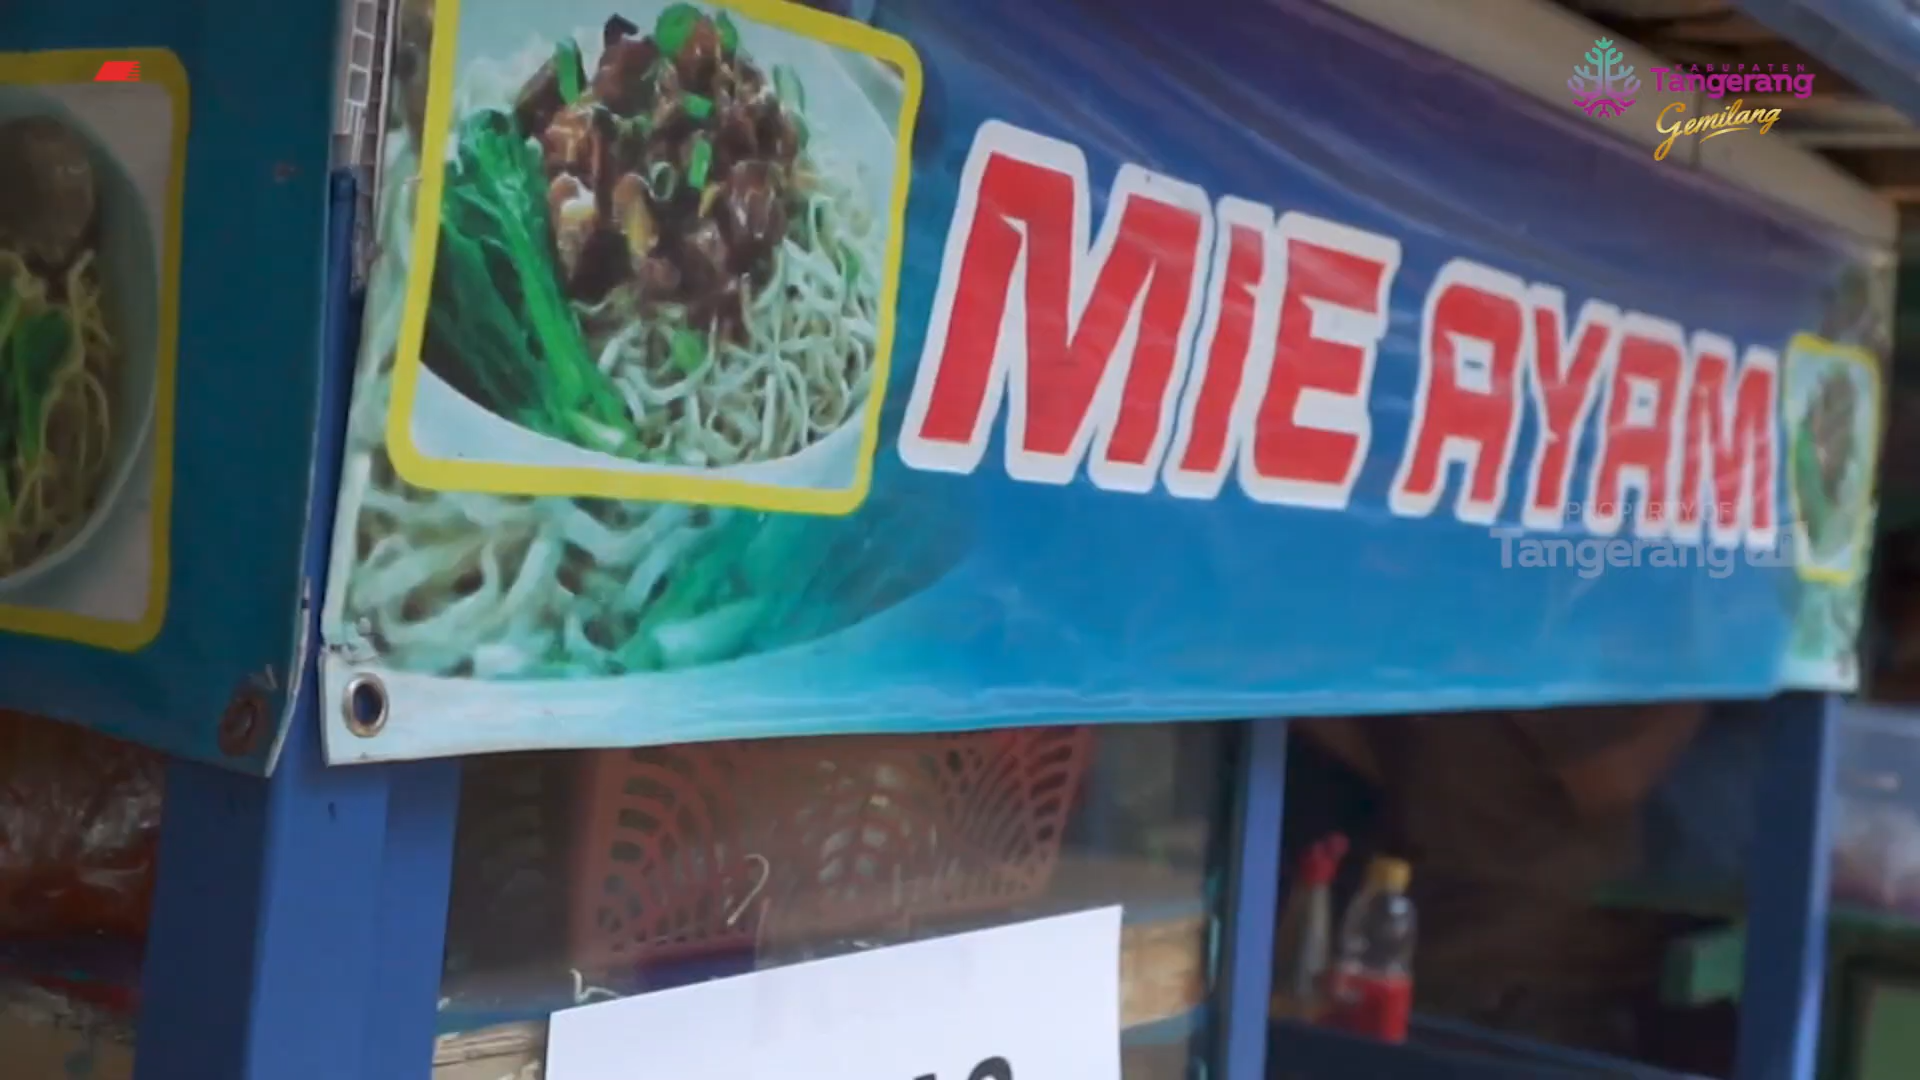 KABUPATEN
Tangerang
Gemilang
MIE AYAM
PROPERTY OF
Tangerang